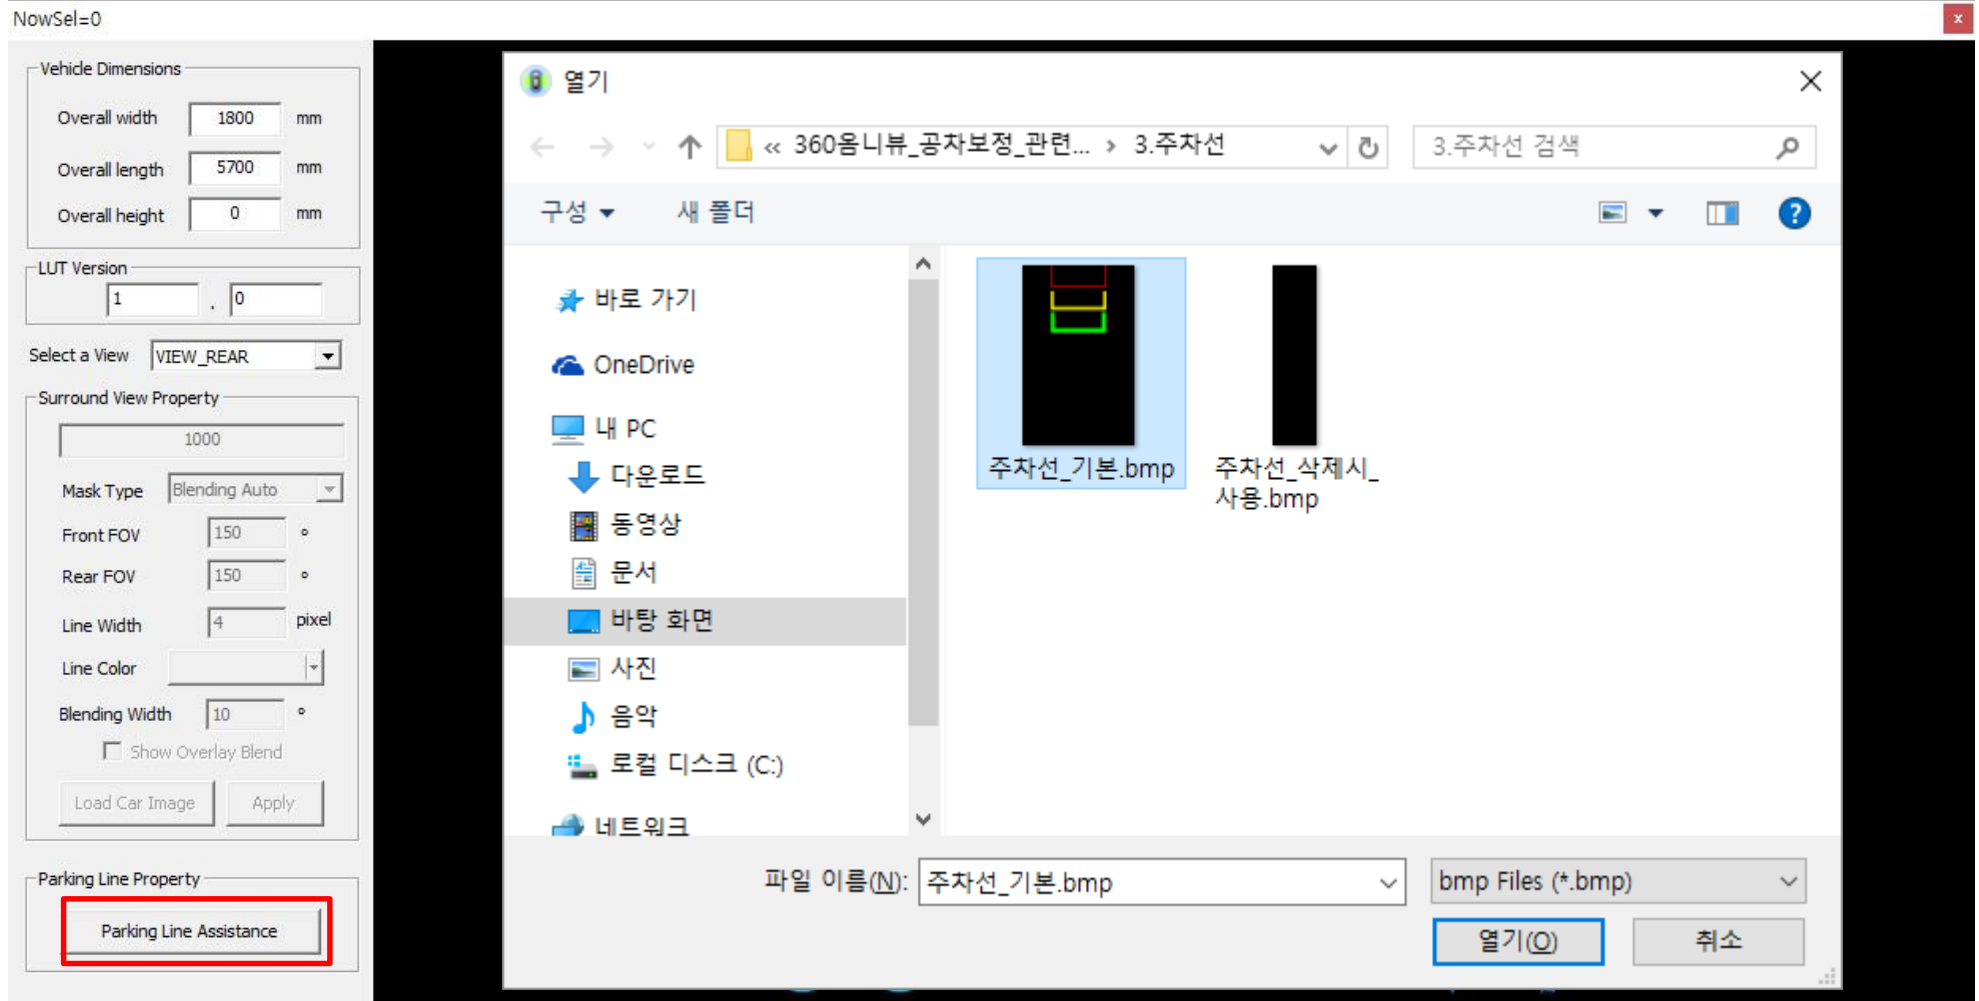 NowSel=0
x
Vehicle Dimensions
Overall width 1800 mm
Overall length 5700 mm
Overall height 0 mm
LUT Version
1 . 0
Select a View VIEW_REAR
Surround View Property
1000
Mask Type Blending Auto
Front FOV 150 °
Rear FOV 150 °
Line Width 4 pixel
Line Color
Blending Width 10 °
Show Overlay Blend
Load Car Image Apply
Parking Line Property
Parking Line Assistance
열기
« 360옴니뷰_공차보정_관련... › 3.주차선
3.주차선 검색
구성 새 폴더
?
바로 가기
OneDrive
내 PC
다운로드
동영상
문서
바탕 화면
사진
음악
로컬 디스크 (C:)
네트워크
주차선_기본.bmp
주차선_삭제시_
사용.bmp
파일 이름(N): 주차선_기본.bmp
bmp Files (*.bmp)
열기(O) 취소